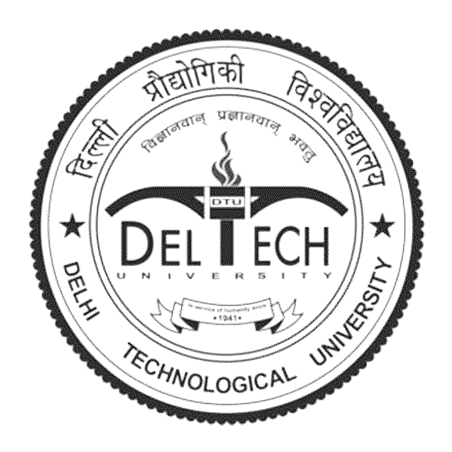 दिल्ली प्रौद्योगिकी विश्वविद्यालय
विज्ञानवान् प्रज्ञानवान् भवतु
DTU
DELTECH
UNIVERSITY
In service of humanity since
•1941•
★ DELHI TECHNOLOGICAL UNIVERSITY ★